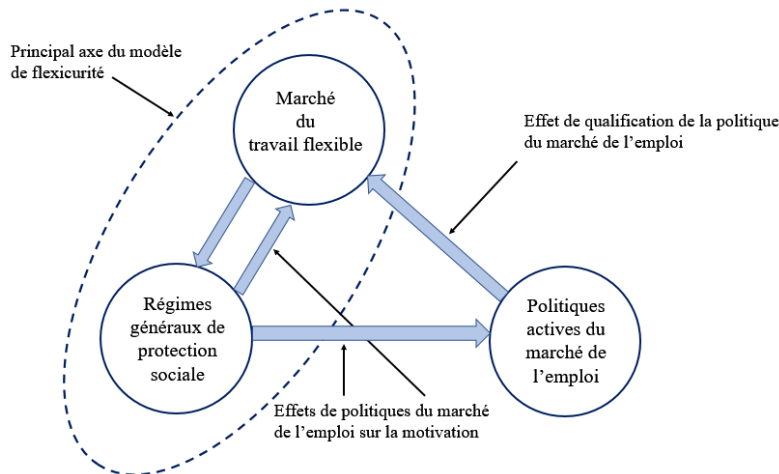 Principal axe du modèle
de flexicurité
Marché
du
travail flexible
Effet de qualification de la politique
du marché de l'emploi
Régimes
généraux de
protection
sociale
Politiques
actives du
marché de
l'emploi
Effets de politiques du marché
de l'emploi sur la motivation